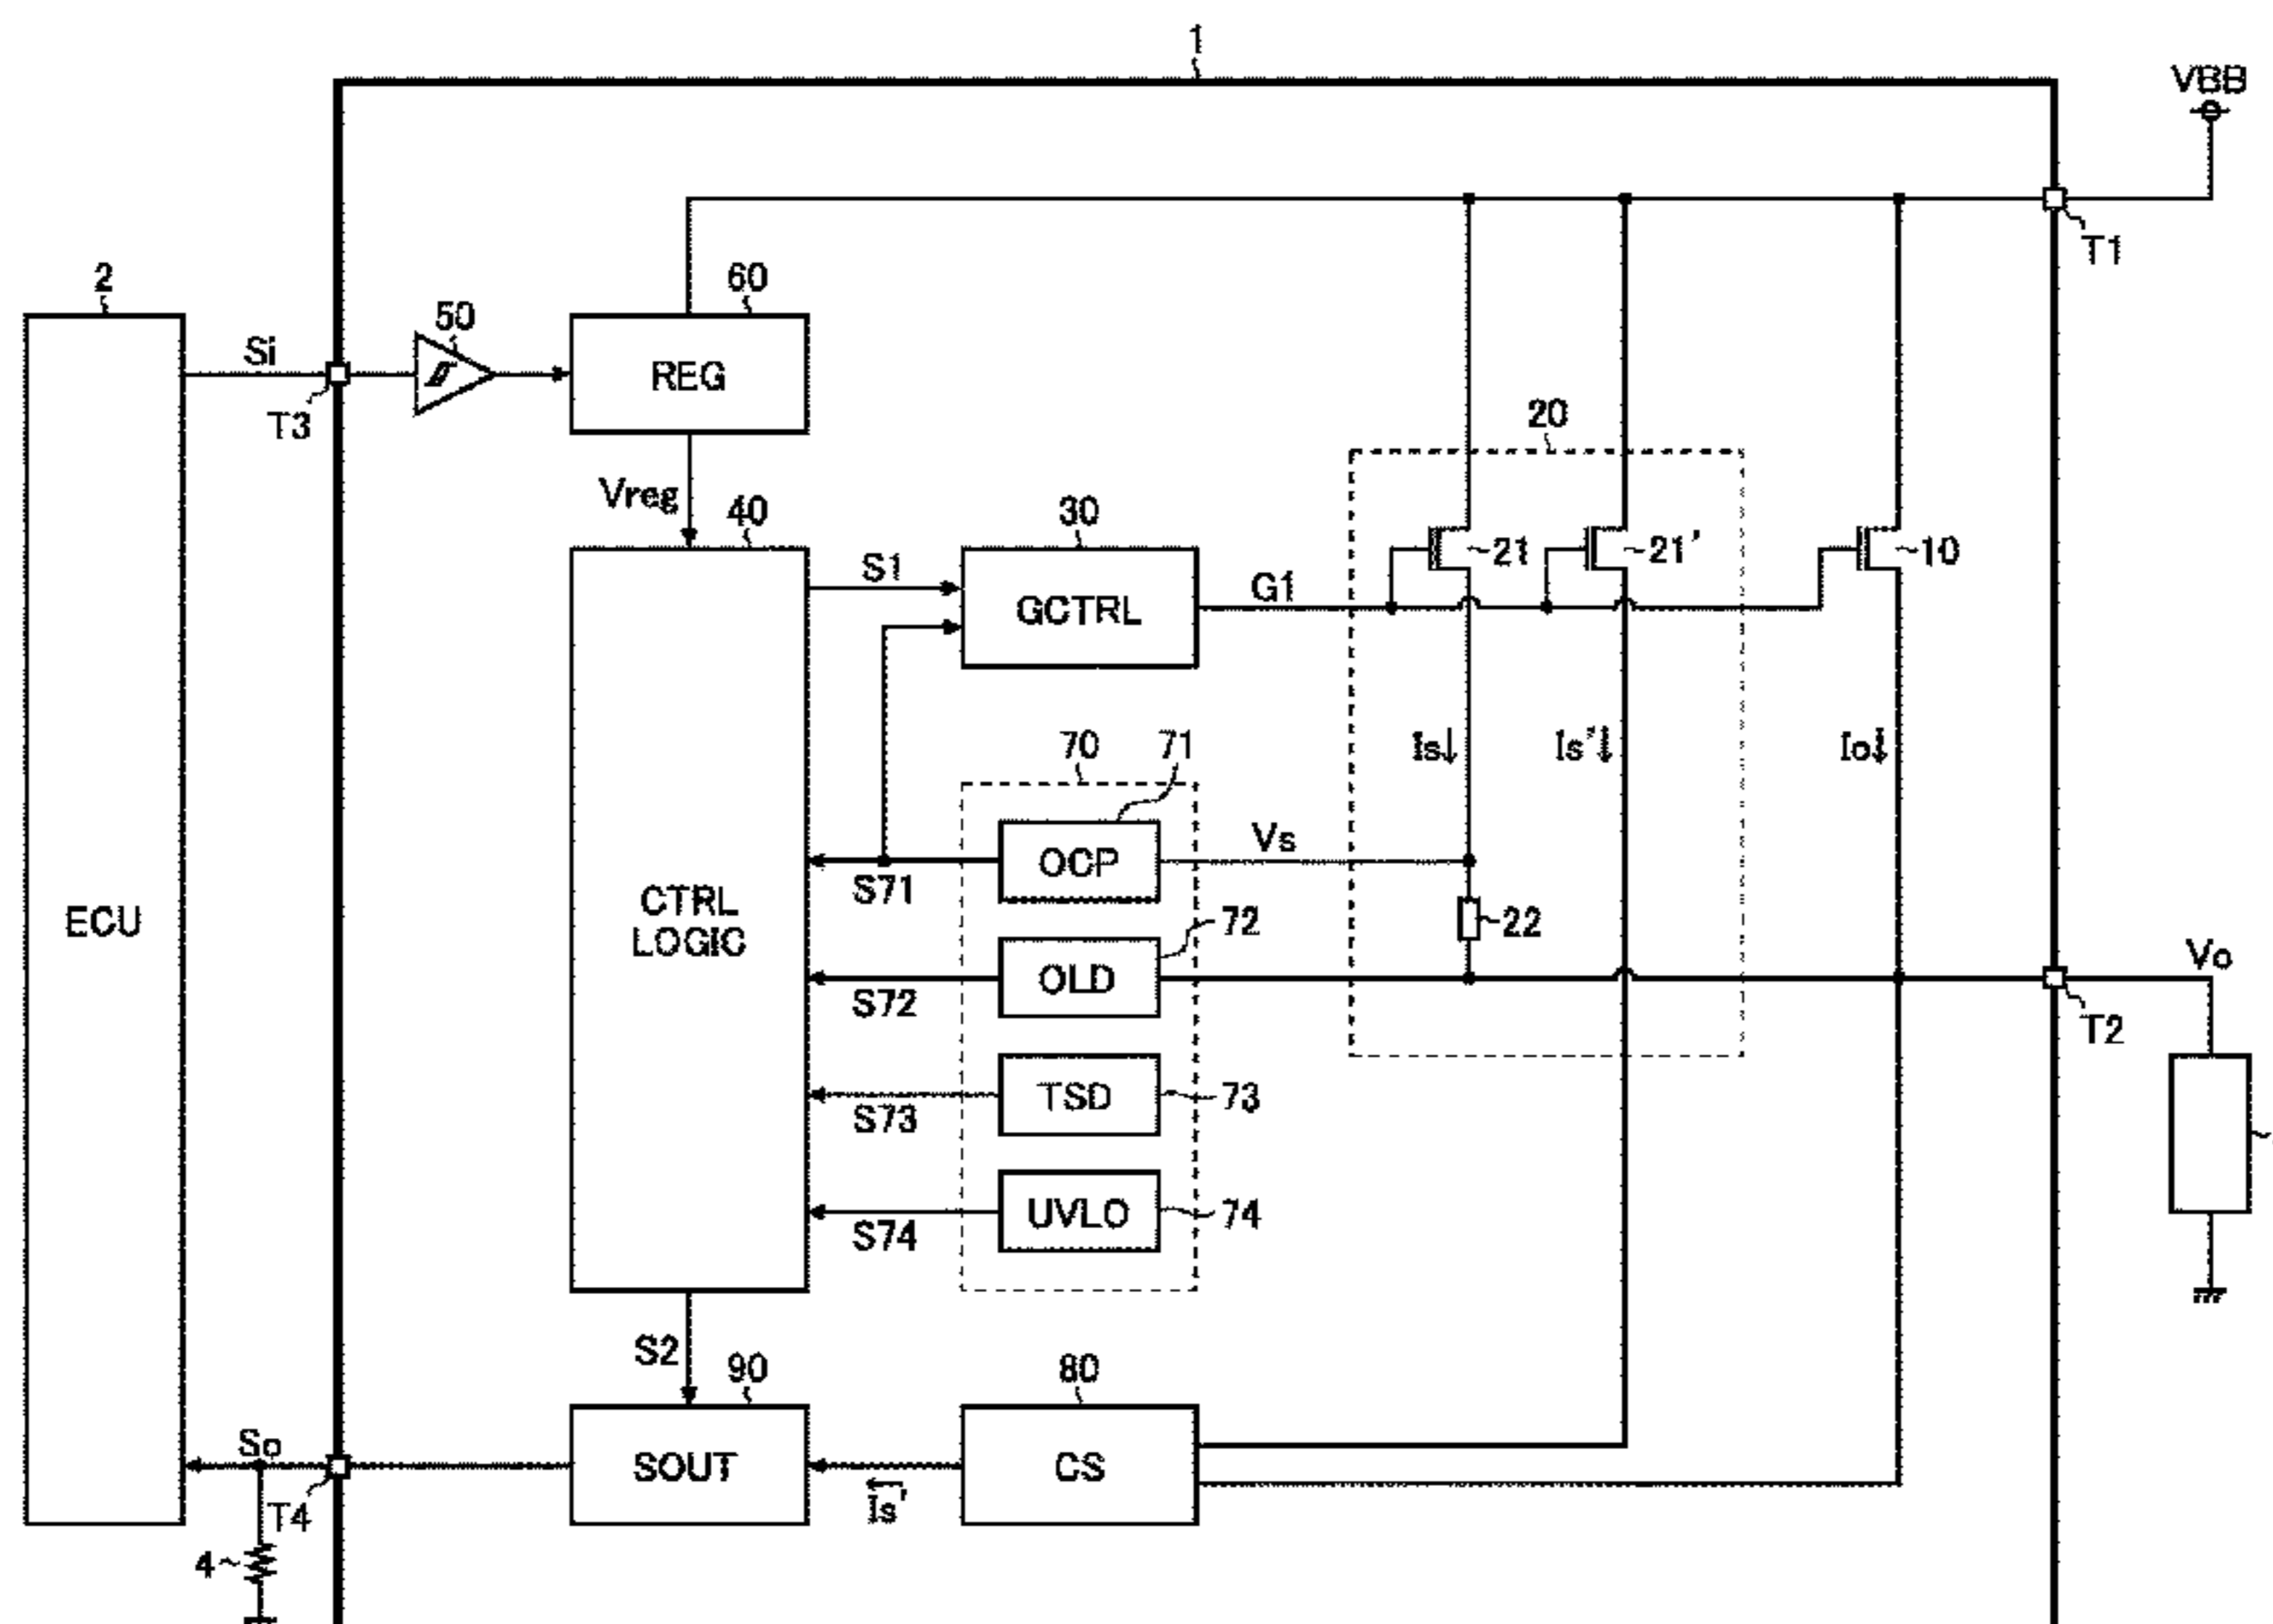 1
VBB
T1
2
Si
T3
50
60
REG
Vreg
40
S1
30
GCTRL
G1
20
21
21'
10
Is
Is'
Io
70
71
OCP
Vs
S71
ECU
CTRL
LOGIC
72
OLD
S72
22
Vo
T2
TSD
73
S73
UVLO
74
S74
S2
90
80
So
T4
SOUT
Is'
CS
4